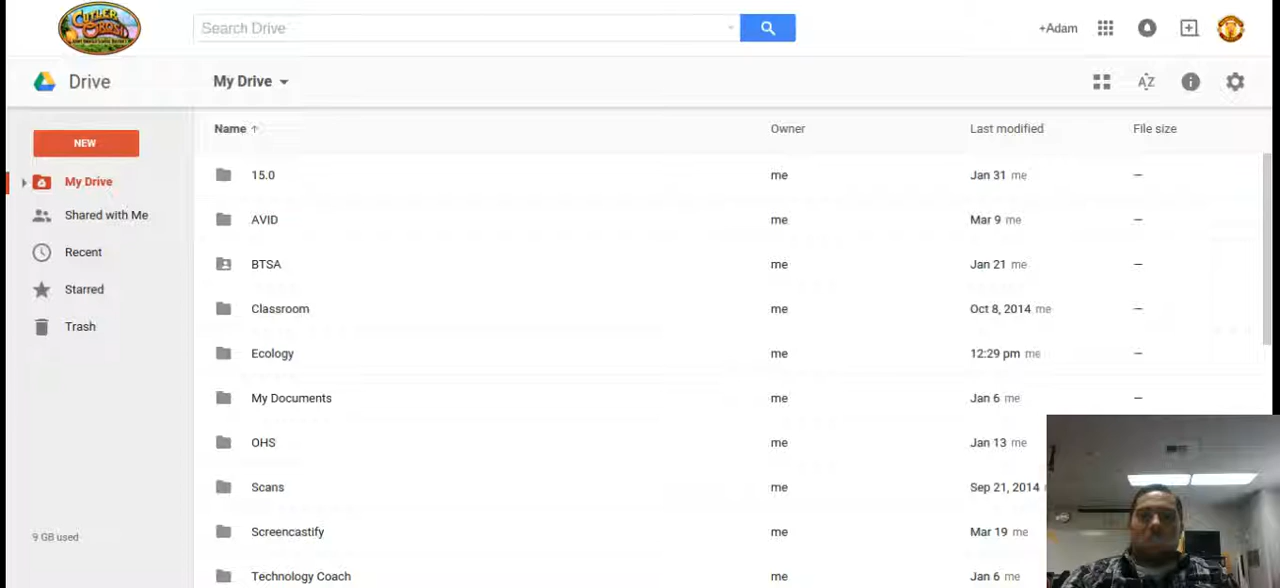 CUTLER OROSI
Search Drive
+Adam
Drive
My Drive
NEW
My Drive
Shared with Me
Recent
Starred
Trash
9 GB used
Name ↑ Owner Last modified File size
15.0 me Jan 31 me —
AVID me Mar 9 me —
BTSA me Jan 21 me —
Classroom me Oct 8, 2014 me —
Ecology me 12:29 pm me —
My Documents me Jan 6 me —
OHS me Jan 13 me
Scans me Sep 21, 2014
Screencastify me Mar 19 me
Technology Coach me Jan 6 me